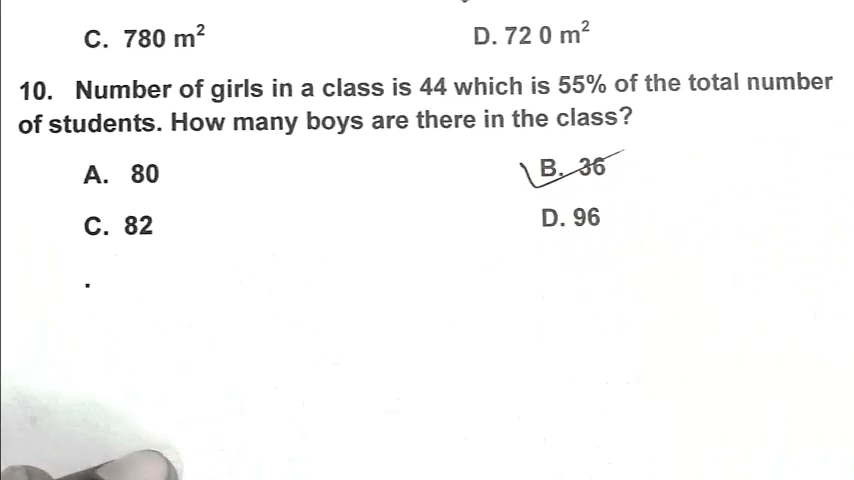 C. 780 m² D. 72 0 m²
10. Number of girls in a class is 44 which is 55% of the total number
of students. How many boys are there in the class?
A. 80 B. 36
C. 82 D. 96
.